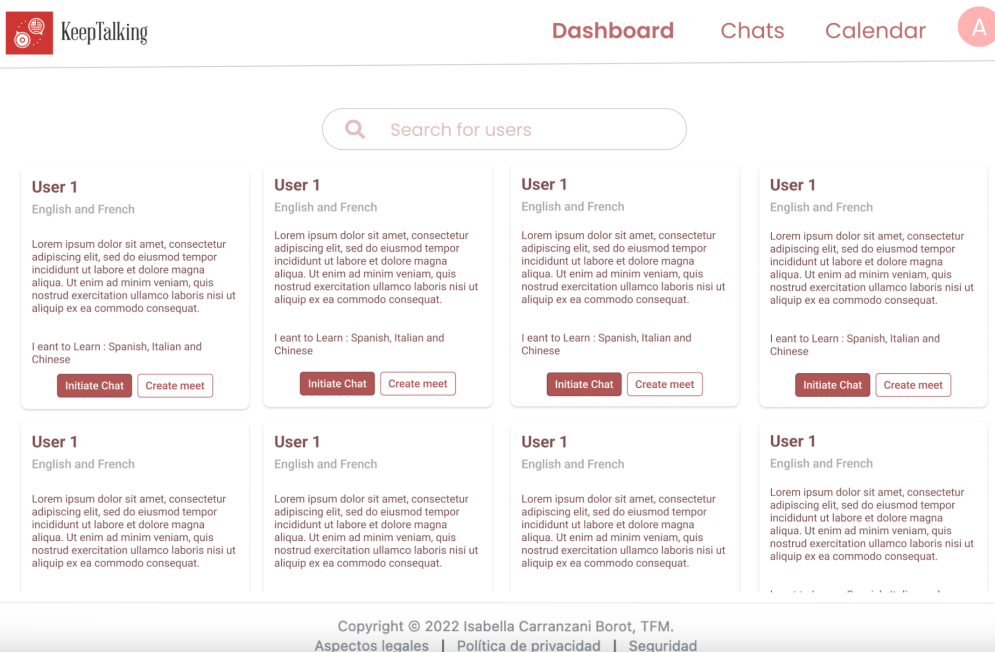 KeepTalking
Dashboard Chats Calendar A
Search for users
User 1
English and French
Lorem ipsum dolor sit amet, consectetur
adipiscing elit, sed do eiusmod tempor
incididunt ut labore et dolore magna
aliqua. Ut enim ad minim veniam, quis
nostrud exercitation ullamco laboris nisi ut
aliquip ex ea commodo consequat.
I eant to Learn : Spanish, Italian and
Chinese
Initiate Chat Create meet
User 1
English and French
Lorem ipsum dolor sit amet, consectetur
adipiscing elit, sed do eiusmod tempor
incididunt ut labore et dolore magna
aliqua. Ut enim ad minim veniam, quis
nostrud exercitation ullamco laboris nisi ut
aliquip ex ea commodo consequat.
I eant to Learn : Spanish, Italian and
Chinese
Initiate Chat Create meet
User 1
English and French
Lorem ipsum dolor sit amet, consectetur
adipiscing elit, sed do eiusmod tempor
incididunt ut labore et dolore magna
aliqua. Ut enim ad minim veniam, quis
nostrud exercitation ullamco laboris nisi ut
aliquip ex ea commodo consequat.
I eant to Learn : Spanish, Italian and
Chinese
Initiate Chat Create meet
User 1
English and French
Lorem ipsum dolor sit amet, consectetur
adipiscing elit, sed do eiusmod tempor
incididunt ut labore et dolore magna
aliqua. Ut enim ad minim veniam, quis
nostrud exercitation ullamco laboris nisi ut
aliquip ex ea commodo consequat.
I eant to Learn : Spanish, Italian and
Chinese
Initiate Chat Create meet
User 1
English and French
Lorem ipsum dolor sit amet, consectetur
adipiscing elit, sed do eiusmod tempor
incididunt ut labore et dolore magna
aliqua. Ut enim ad minim veniam, quis
nostrud exercitation ullamco laboris nisi ut
aliquip ex ea commodo consequat.
User 1
English and French
Lorem ipsum dolor sit amet, consectetur
adipiscing elit, sed do eiusmod tempor
incididunt ut labore et dolore magna
aliqua. Ut enim ad minim veniam, quis
nostrud exercitation ullamco laboris nisi ut
aliquip ex ea commodo consequat.
User 1
English and French
Lorem ipsum dolor sit amet, consectetur
adipiscing elit, sed do eiusmod tempor
incididunt ut labore et dolore magna
aliqua. Ut enim ad minim veniam, quis
nostrud exercitation ullamco laboris nisi ut
aliquip ex ea commodo consequat.
User 1
English and French
Lorem ipsum dolor sit amet, consectetur
adipiscing elit, sed do eiusmod tempor
incididunt ut labore et dolore magna
aliqua. Ut enim ad minim veniam, quis
nostrud exercitation ullamco laboris nisi ut
aliquip ex ea commodo consequat.
Copyright © 2022 Isabella Carranzani Borot, TFM.
Aspectos legales | Política de privacidad | Seguridad